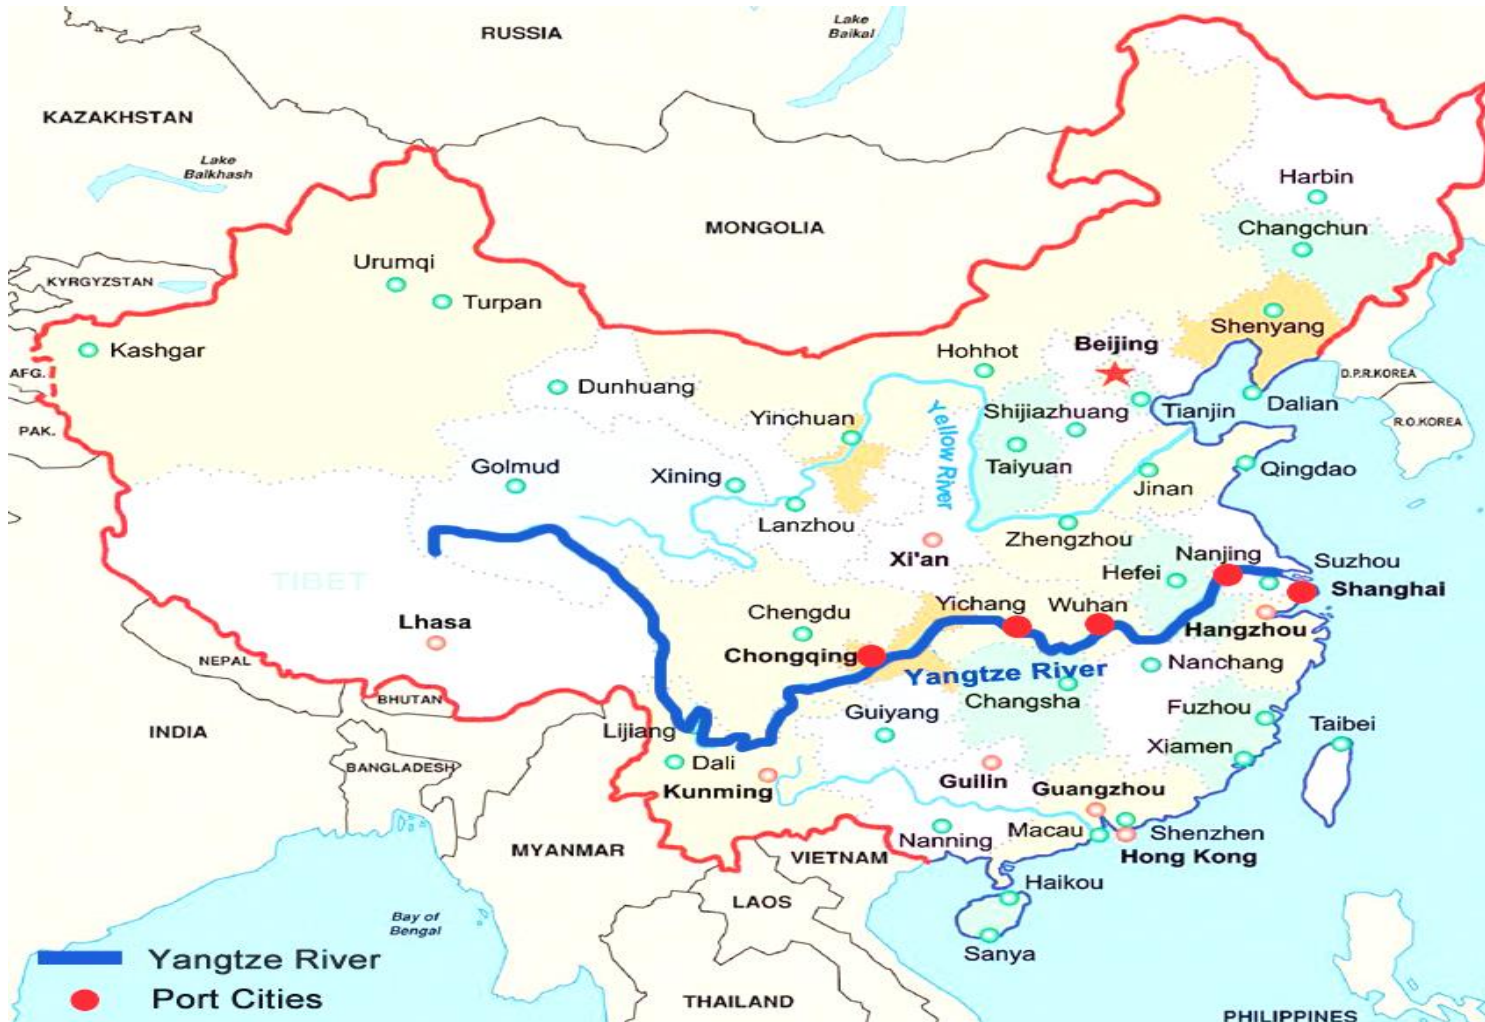 RUSSIA
Lake
Baikal
KAZAKHSTAN
Lake
Balkhash
Harbin
MONGOLIA
Changchun
Urumqi
KYRGYZSTAN
Turpan
Shenyang
Kashgar
Hohhot
Beijing
AFG.
D.P.R.KOREA
Dunhuang
Dalian
Shijiazhuang
Tianjin
Yinchuan
Yellow River
R.O.KOREA
PAK.
Golmud
Xining
Taiyuan
Qingdao
Jinan
Lanzhou
Zhengzhou
Xi'an
Nanjing
Suzhou
Hefei
TIBET
Shanghai
Yichang
Wuhan
Chengdu
Lhasa
Hangzhou
Chongqing
NEPAL
Nanchang
Yangtze River
BHUTAN
Changsha
Guiyang
Fuzhou
INDIA
Lijiang
Taibei
Xiamen
Dali
BANGLADESH
Guilin
Kunming
Guangzhou
Macau
Shenzhen
Nanning
MYANMAR
VIETNAM
Hong Kong
Haikou
LAOS
Bay of
Bengal
Sanya
Yangtze River
Port Cities
THAILAND
PHILIPPINES